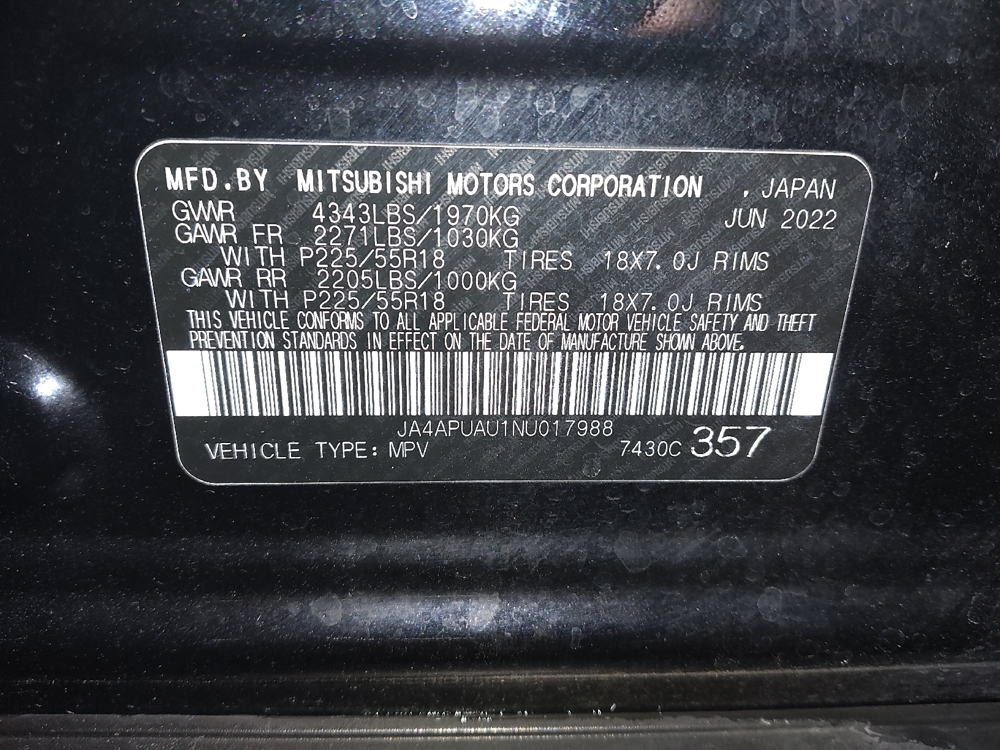 MFD.BY MITSUBISHI MOTORS CORPORATION , JAPAN
GVWR 4343LBS/1970KG JUN 2022
GAWR FR 2271LBS/1030KG
WITH P225/55R18 TIRES 18X7.0J RIMS
GAWR RR 2205LBS/1000KG
WITH P225/55R18 TIRES 18X7.0J RIMS
THIS VEHICLE CONFORMS TO ALL APPLICABLE FEDERAL MOTOR VEHICLE SAFETY AND THEFT
PREVENTION STANDARDS IN EFFECT ON THE DATE OF MANUFACTURE SHOWN ABOVE.
JA4APUAU1NU017988
VEHICLE TYPE: MPV 7430C 357